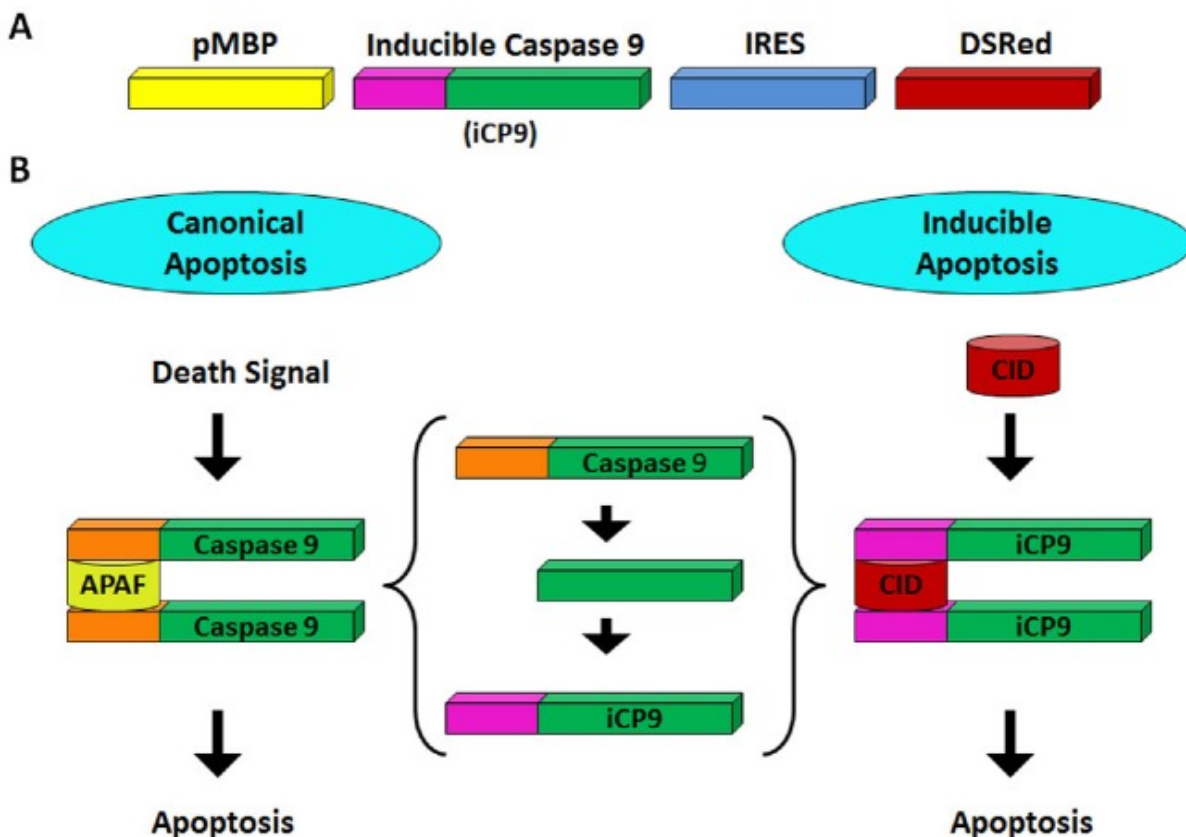 A
pMBP
Inducible Caspase 9
IRES
DSRed
(iCP9)
B
Canonical
Apoptosis
Inducible
Apoptosis
Death Signal
CID
Caspase 9
Caspase 9
APAF
Caspase 9
iCP9
iCP9
CID
iCP9
Apoptosis
Apoptosis